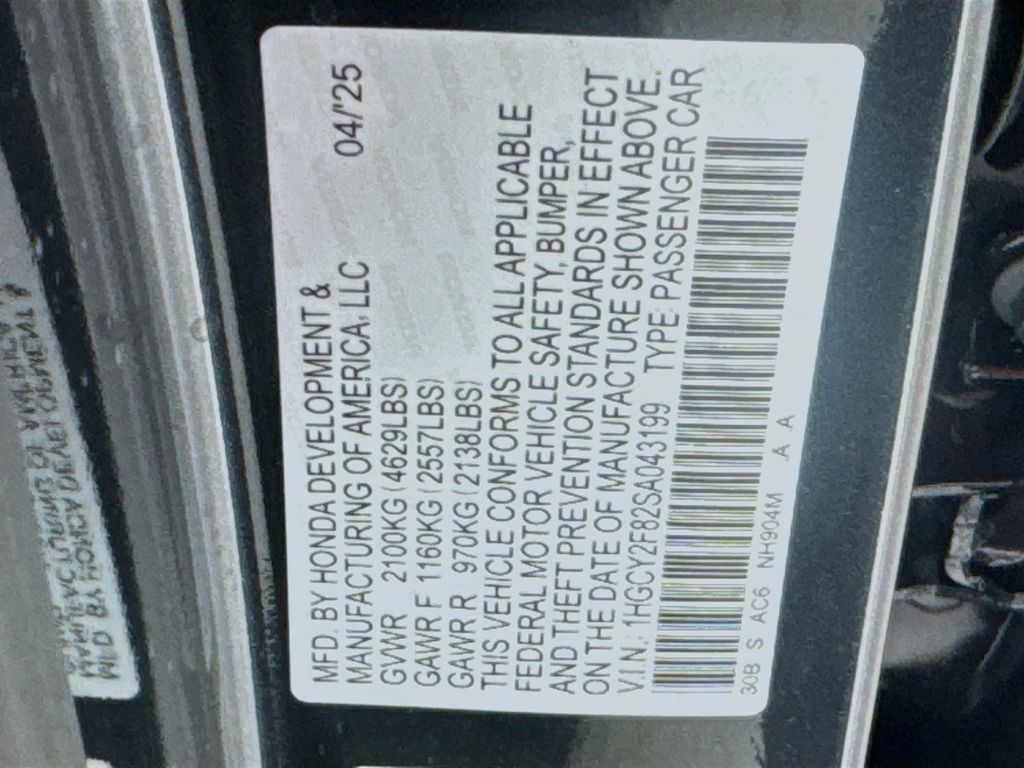 MFD. BY HONDA DEVELOPMENT &
MANUFACTURING OF AMERICA, LLC 04/'25
GVWR 2100KG(4629LBS)
GAWR F 1160KG(2557LBS)
GAWR R 970KG(2138LBS)
THIS VEHICLE CONFORMS TO ALL APPLICABLE
FEDERAL MOTOR VEHICLE SAFETY, BUMPER,
AND THEFT PREVENTION STANDARDS IN EFFECT
ON THE DATE OF MANUFACTURE SHOWN ABOVE.
V.I.N.: 1HGCY2F82SA043199 TYPE: PASSENGER CAR
30B S AC6 NH904M A A